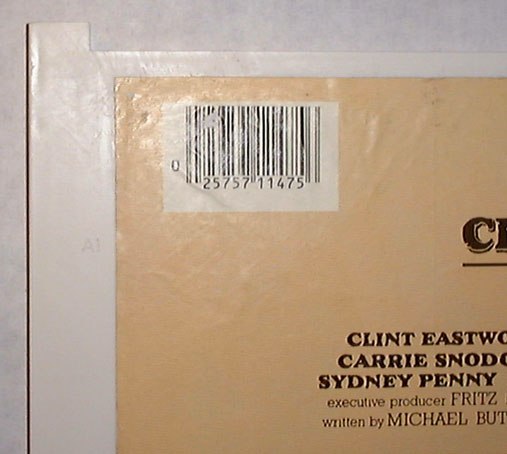 0 25757 11475
A1
CLINT EASTWO
CARRIE SNODG
SYDNEY PENNY
executive producer FRITZ
written by MICHAEL BUT